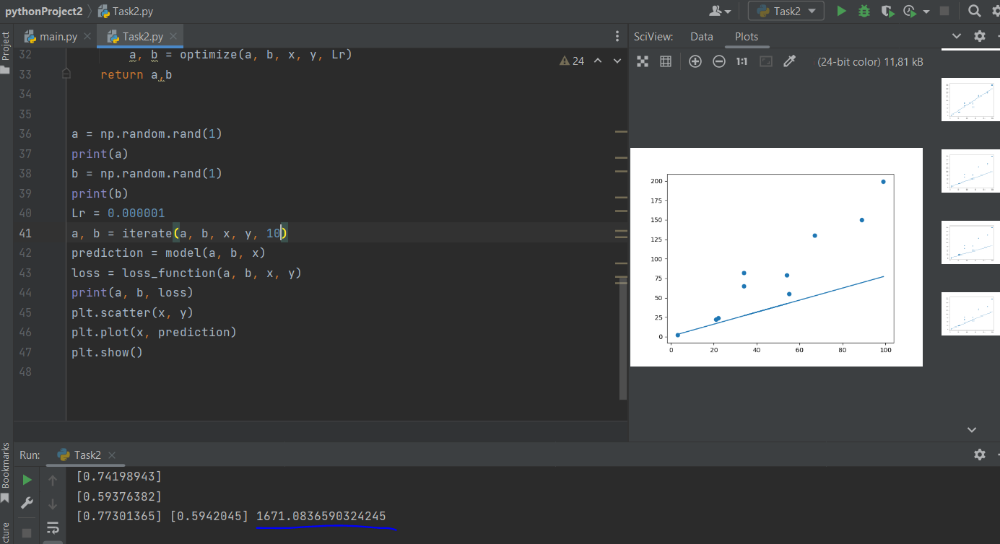 pythonProject2 Task2.py
Task2
main.py
Task2.py
SciView:
Data
Plots
Project
24
(24-bit color) 11,81 kB
32 a, b = optimize(a, b, x, y, Lr)
33 return a,b
34
35
36 a = np.random.rand(1)
37 print(a)
38 b = np.random.rand(1)
39 print(b)
40 Lr = 0.000001
41 a, b = iterate(a, b, x, y, 10)
42 prediction = model(a, b, x)
43 loss = loss_function(a, b, x, y)
44 print(a, b, loss)
45 plt.scatter(x, y)
46 plt.plot(x, prediction)
47 plt.show()
48
1:1
200
175
150
125
100
75
50
25
0
0 20 40 60 80 100
Bookmarks
cture
Run: Task2
[0.74198943]
[0.59376382]
[0.77301365] [0.5942045] 1671.0836590324245